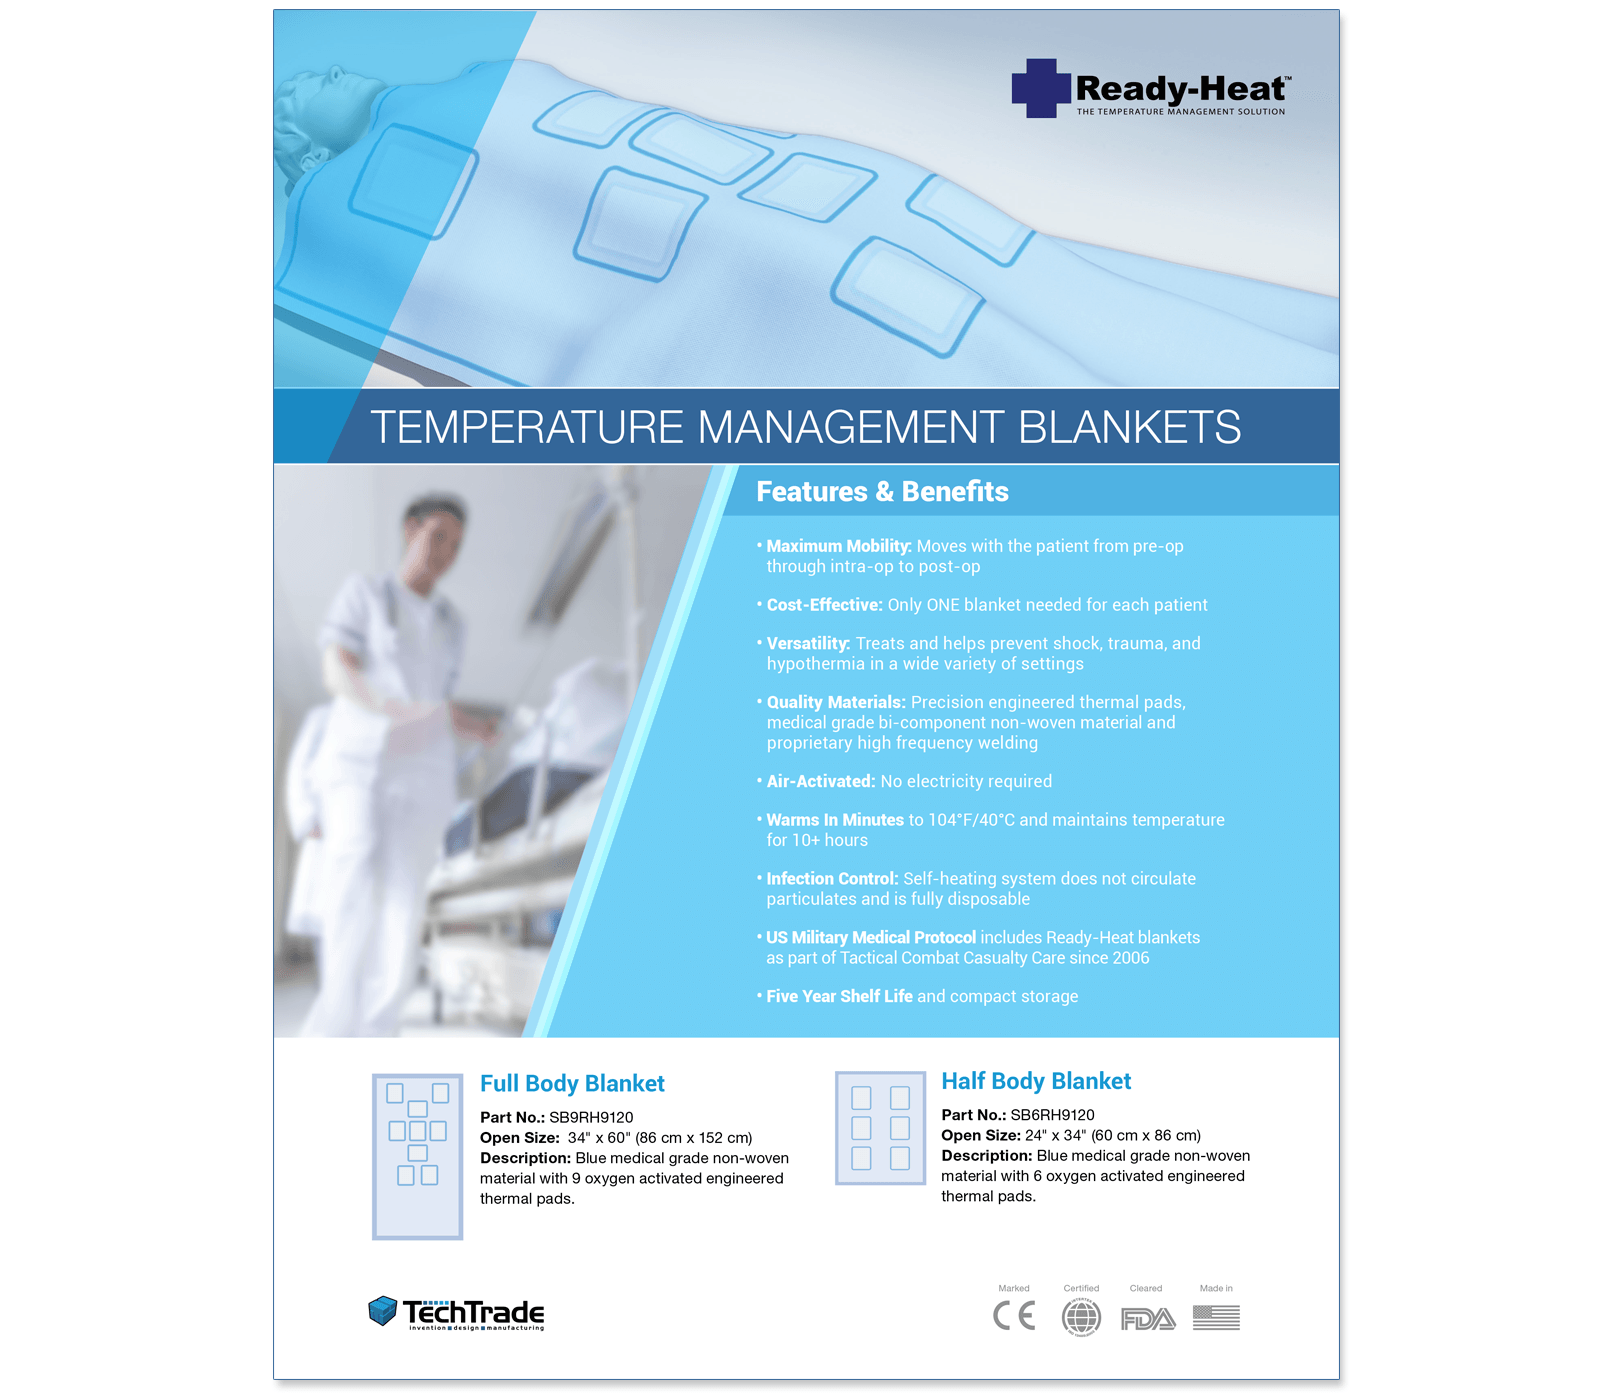 Ready-Heat™
THE TEMPERATURE MANAGEMENT SOLUTION
TEMPERATURE MANAGEMENT BLANKETS
Features & Benefits
• Maximum Mobility: Moves with the patient from pre-op
through intra-op to post-op
• Cost-Effective: Only ONE blanket needed for each patient
• Versatility: Treats and helps prevent shock, trauma, and
hypothermia in a wide variety of settings
• Quality Materials: Precision engineered thermal pads,
medical grade bi-component non-woven material and
proprietary high frequency welding
• Air-Activated: No electricity required
• Warms In Minutes to 104°F/40°C and maintains temperature
for 10+ hours
• Infection Control: Self-heating system does not circulate
particulates and is fully disposable
• US Military Medical Protocol includes Ready-Heat blankets
as part of Tactical Combat Casualty Care since 2006
• Five Year Shelf Life and compact storage
Full Body Blanket
Part No.: SB9RH9120
Open Size: 34" x 60" (86 cm x 152 cm)
Description: Blue medical grade non-woven
material with 9 oxygen activated engineered
thermal pads.
Half Body Blanket
Part No.: SB6RH9120
Open Size: 24" x 34" (60 cm x 86 cm)
Description: Blue medical grade non-woven
material with 6 oxygen activated engineered
thermal pads.
TechTrade
invention design manufacturing
Marked Certified Cleared Made in
CE FDA